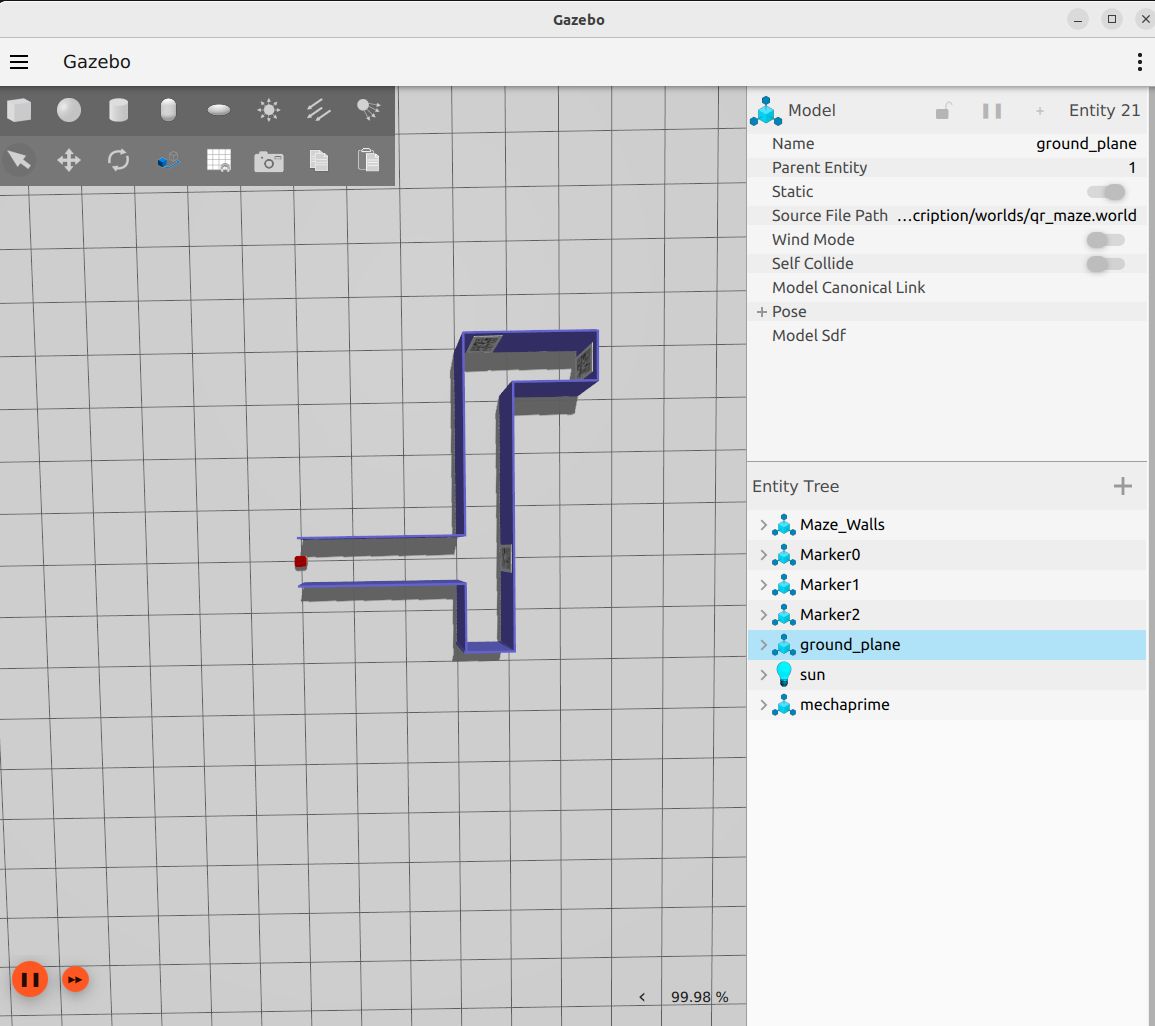 Gazebo
Gazebo
Model Entity 21
Name ground_plane
Parent Entity 1
Static
Source File Path ...cription/worlds/qr_maze.world
Wind Mode
Self Collide
Model Canonical Link
Pose
Model Sdf
Entity Tree
Maze_Walls
Marker0
Marker1
Marker2
ground_plane
sun
mechaprime
99.98 %